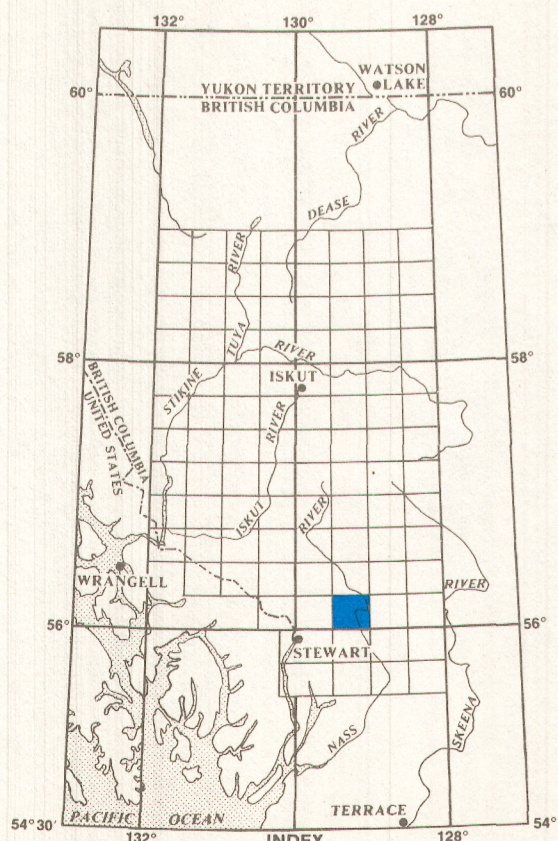 132° 130° 128°
WATSON
LAKE
60° YUKON TERRITORY 60°
BRITISH COLUMBIA
RIVER
DEASE
RIVER
TUYA
RIVER
58° 58°
ISKUT
STIKINE
BRITISH COLUMBIA
UNITED STATES
RIVER
ISKUT
RIVER
WRANGELL
RIVER
56° 56°
STEWART
NASS
SKEENA
TERRACE
54° 30' PACIFIC OCEAN 54°
132° INDEX 128°